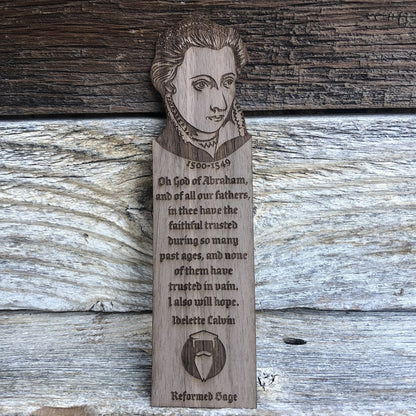 1500-1549
Oh God of Abraham,
and of all our fathers,
in thee have the
faithful trusted
during so many
past ages, and none
of them have
trusted in vain.
I also will hope.
Idelette Calvin
Reformed Sage